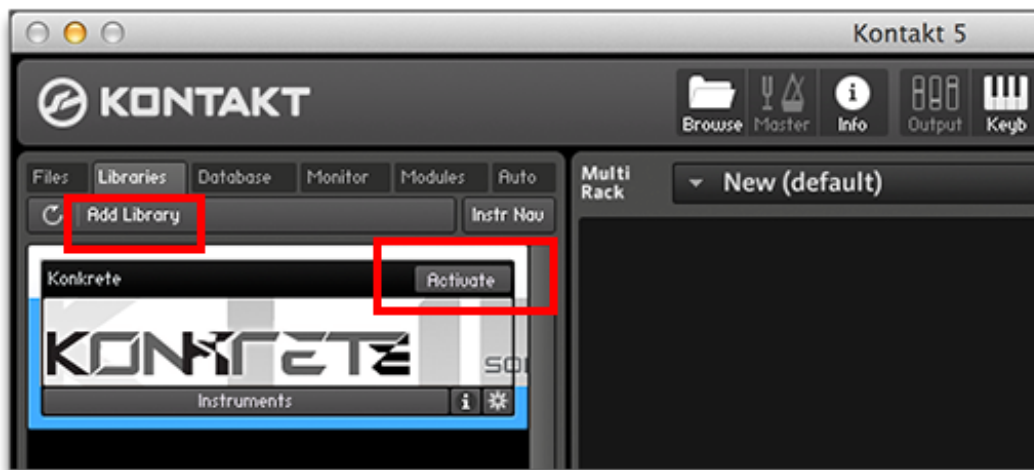 Kontakt 5
KONTAKT
Browse Master Info Output Keyb
Files Libraries Database Monitor Modules Auto
Add Library Instr Nav
Multi
Rack
New (default)
Konkrete Activate
KONKRETE
Instruments i